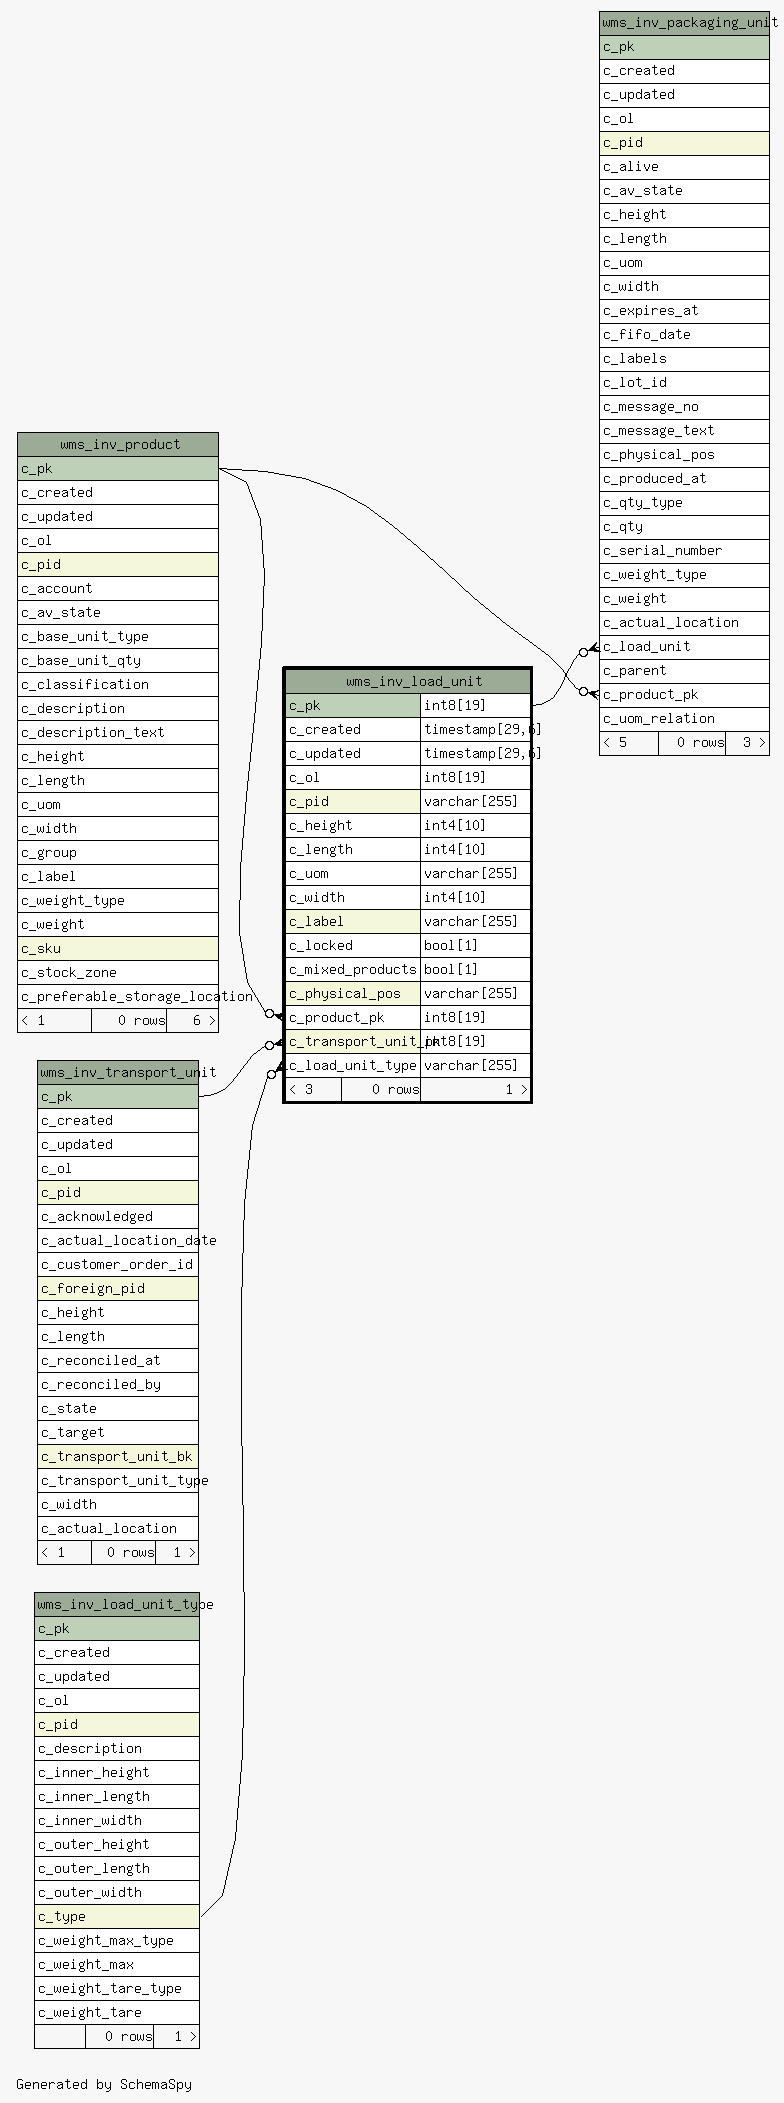 wms_inv_packaging_unit
c_pk
c_created
c_updated
c_ol
c_pid
c_alive
c_av_state
c_height
c_length
c_uom
c_width
c_expires_at
c_fifo_date
c_labels
c_lot_id
c_message_no
c_message_text
c_physical_pos
c_produced_at
c_qty_type
c_qty
c_serial_number
c_weight_type
c_weight
c_actual_location
c_load_unit
c_parent
c_product_pk
c_uom_relation
< 5 0 rows 3 >
wms_inv_product
c_pk
c_created
c_updated
c_ol
c_pid
c_account
c_av_state
c_base_unit_type
c_base_unit_qty
c_classification
c_description
c_description_text
c_height
c_length
c_uom
c_width
c_group
c_label
c_weight_type
c_weight
c_sku
c_stock_zone
c_preferable_storage_location
< 1 0 rows 6 >
wms_inv_load_unit
c_pk int8[19]
c_created timestamp[29,6]
c_updated timestamp[29,6]
c_ol int8[19]
c_pid varchar[255]
c_height int4[10]
c_length int4[10]
c_uom varchar[255]
c_width int4[10]
c_label varchar[255]
c_locked bool[1]
c_mixed_products bool[1]
c_physical_pos varchar[255]
c_product_pk int8[19]
c_transport_unit_pk int8[19]
c_load_unit_type varchar[255]
< 3 0 rows 1 >
wms_inv_transport_unit
c_pk
c_created
c_updated
c_ol
c_pid
c_acknowledged
c_actual_location_date
c_customer_order_id
c_foreign_pid
c_height
c_length
c_reconciled_at
c_reconciled_by
c_state
c_target
c_transport_unit_bk
c_transport_unit_type
c_width
c_actual_location
< 1 0 rows 1 >
wms_inv_load_unit_type
c_pk
c_created
c_updated
c_ol
c_pid
c_description
c_inner_height
c_inner_length
c_inner_width
c_outer_height
c_outer_length
c_outer_width
c_type
c_weight_max_type
c_weight_max
c_weight_tare_type
c_weight_tare
0 rows 1 >
Generated by SchemaSpy